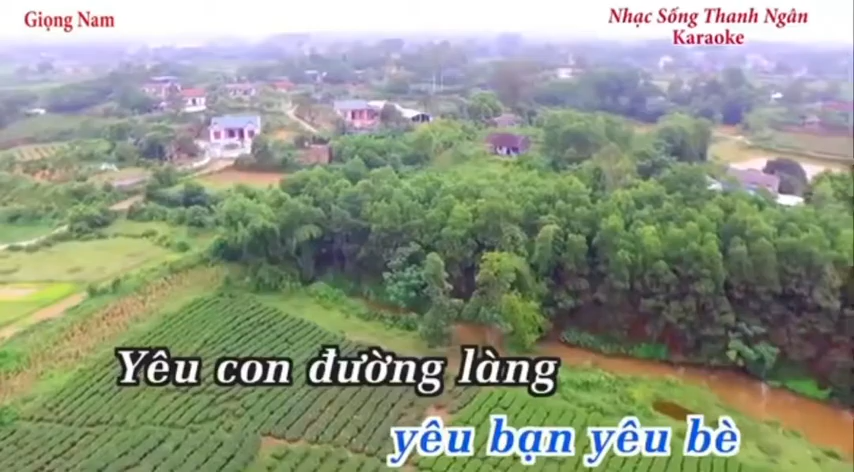 Giọng Nam
Nhạc Sống Thanh Ngân
Karaoke
Yêu con đường làng
yêu bạn yêu bè